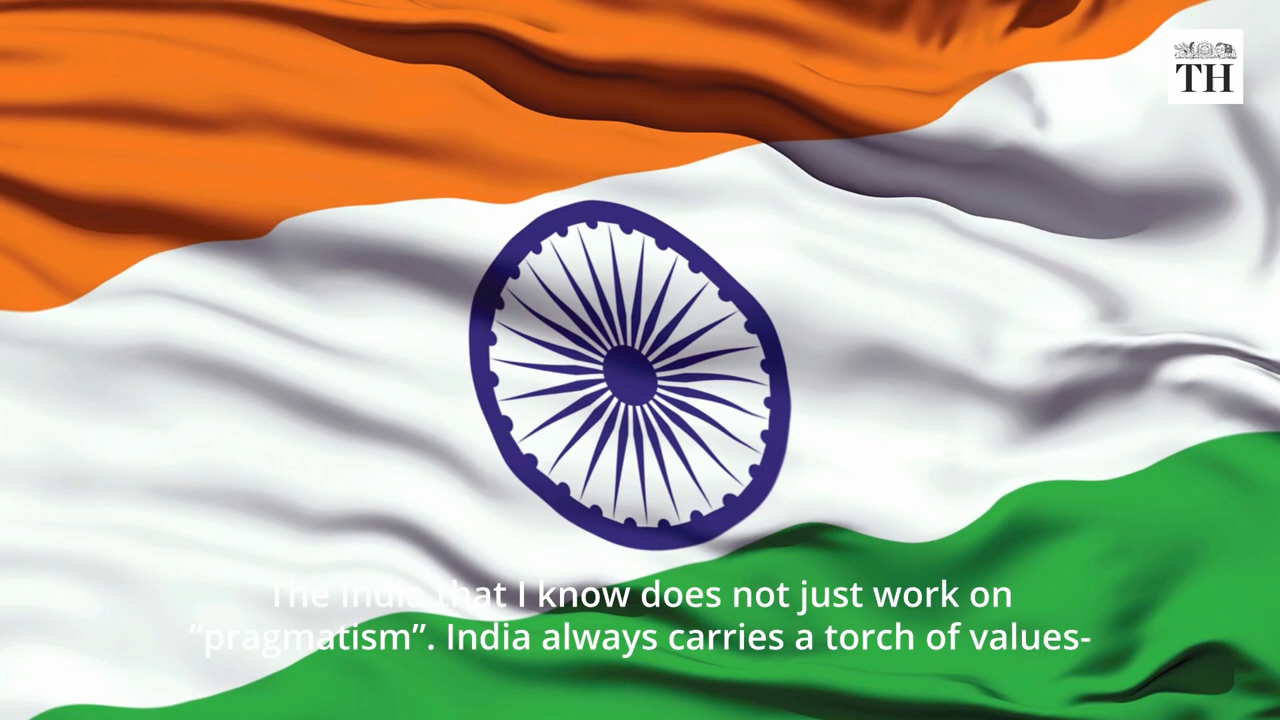 TH
The India that I know does not just work on
“pragmatism”. India always carries a torch of values-